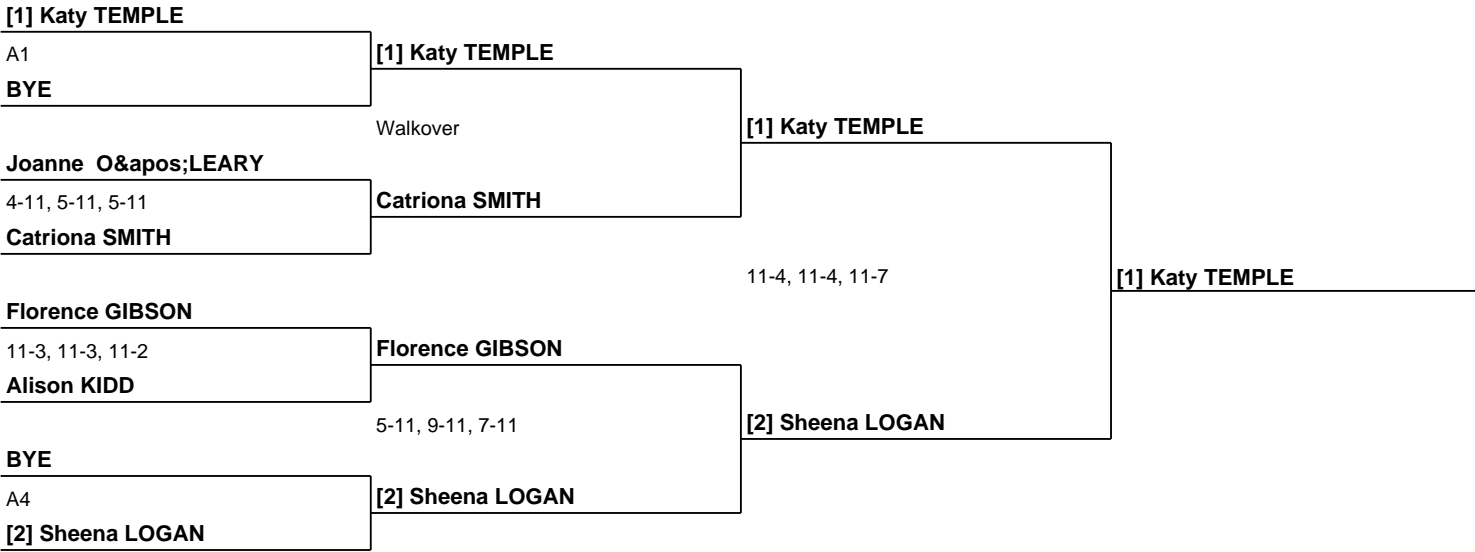 [1] Katy TEMPLE
A1
[1] Katy TEMPLE
BYE
Walkover
[1] Katy TEMPLE
Joanne  O&apos;LEARY
4-11, 5-11, 5-11
Catriona SMITH
Catriona SMITH
11-4, 11-4, 11-7
[1] Katy TEMPLE
Florence GIBSON
11-3, 11-3, 11-2
Florence GIBSON
Alison KIDD
5-11, 9-11, 7-11
[2] Sheena LOGAN
BYE
A4
[2] Sheena LOGAN
[2] Sheena LOGAN